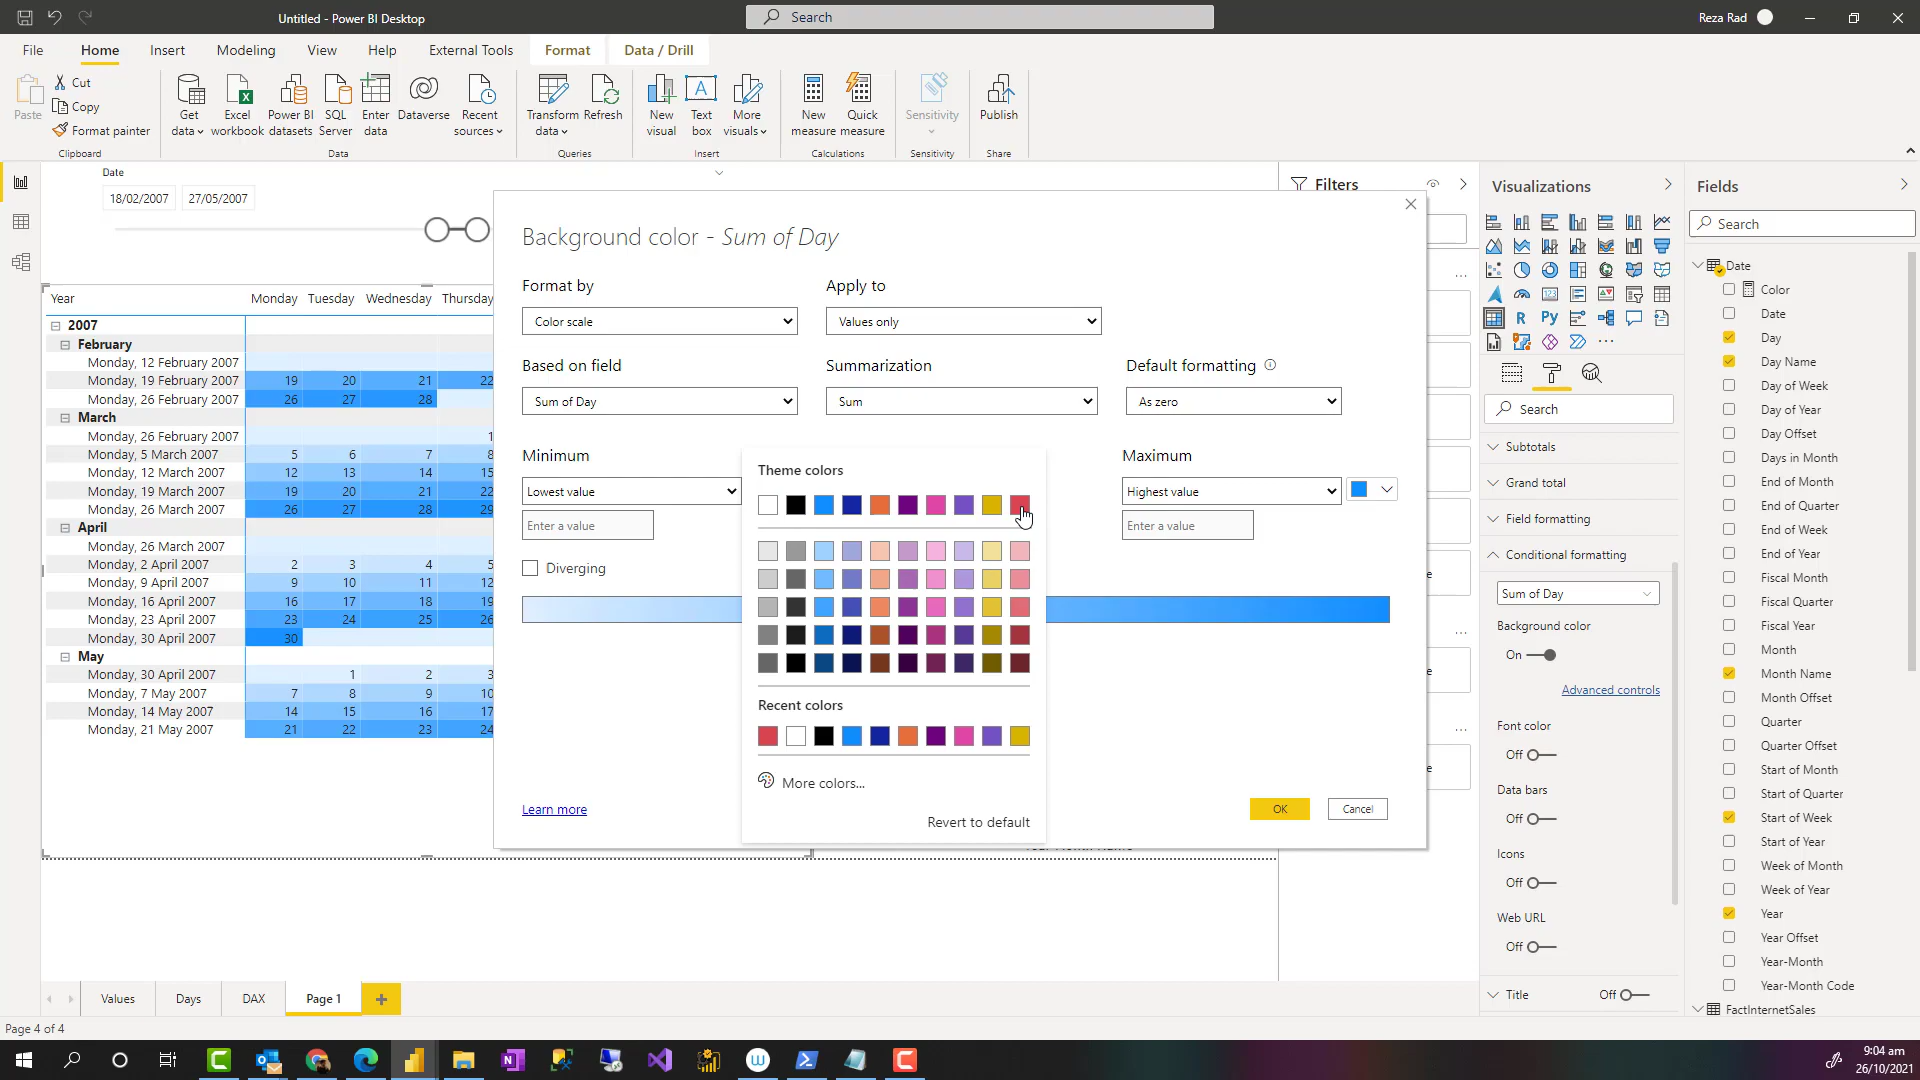 Untitled - Power BI Desktop
Search
Reza Rad
File Home Insert Modeling View Help External Tools Format Data / Drill
Paste
Cut
Copy
Format painter
Clipboard
Get data
Excel workbook
Power BI datasets
SQL Server
Enter data
Dataverse
Recent sources
Data
Transform data
Refresh
Queries
New visual
Text box
More visuals
Insert
New measure
Quick measure
Calculations
Sensitivity
Sensitivity
Publish
Share
Date
18/02/2007 27/05/2007
Year Monday Tuesday Wednesday Thursday
2007
February
Monday, 12 February 2007
Monday, 19 February 2007 19 20 21 22
Monday, 26 February 2007 26 27 28
March
Monday, 26 February 2007 1
Monday, 5 March 2007 5 6 7 8
Monday, 12 March 2007 12 13 14 15
Monday, 19 March 2007 19 20 21 22
Monday, 26 March 2007 26 27 28 29
April
Monday, 26 March 2007
Monday, 2 April 2007 2 3 4 5
Monday, 9 April 2007 9 10 11 12
Monday, 16 April 2007 16 17 18 19
Monday, 23 April 2007 23 24 25 26
Monday, 30 April 2007 30
May
Monday, 30 April 2007 1 2 3
Monday, 7 May 2007 7 8 9 10
Monday, 14 May 2007 14 15 16 17
Monday, 21 May 2007 21 22 23 24
Background color - Sum of Day
Format by
Color scale
Apply to
Values only
Based on field
Sum of Day
Summarization
Sum
Default formatting
As zero
Minimum
Lowest value
Enter a value
Diverging
Theme colors
Recent colors
More colors...
Revert to default
Maximum
Highest value
Enter a value
Learn more
OK
Cancel
Filters
Visualizations
R
Py
Search
Subtotals
Grand total
Field formatting
Conditional formatting
Sum of Day
Background color
On
Advanced controls
Font color
Off
Data bars
Off
Icons
Off
Web URL
Off
Title Off
Fields
Search
Date
Color
Date
Day
Day Name
Day of Week
Day of Year
Day Offset
Days in Month
End of Month
End of Quarter
End of Week
End of Year
Fiscal Month
Fiscal Quarter
Fiscal Year
Month
Month Name
Month Offset
Quarter
Quarter Offset
Start of Month
Start of Quarter
Start of Week
Start of Year
Week of Month
Week of Year
Year
Year Offset
Year-Month
Year-Month Code
FactInternetSales
Values Days DAX Page 1
Page 4 of 4
9:04 am
26/10/2021